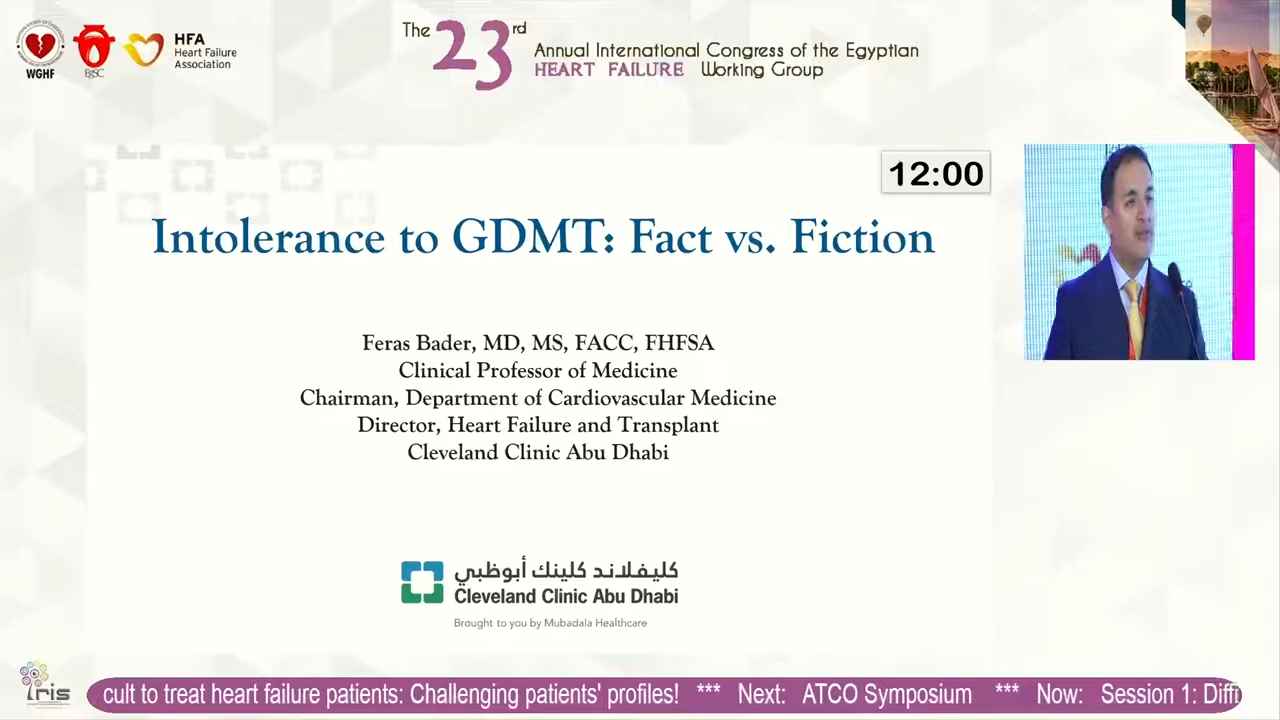 WGHF
EgSC
HFA
Heart Failure
Association
The 23rd
Annual International Congress of the Egyptian
HEART FAILURE Working Group
12:00
Intolerance to GDMT: Fact vs. Fiction
Feras Bader, MD, MS, FACC, FHFSA
Clinical Professor of Medicine
Chairman, Department of Cardiovascular Medicine
Director, Heart Failure and Transplant
Cleveland Clinic Abu Dhabi
كليفلاند كلينك أبوظبي
Cleveland Clinic Abu Dhabi
Brought to you by Mubadala Healthcare
Iris
cult to treat heart failure patients: Challenging patients' profiles! *** Next: ATCO Symposium *** Now: Session 1: Diff